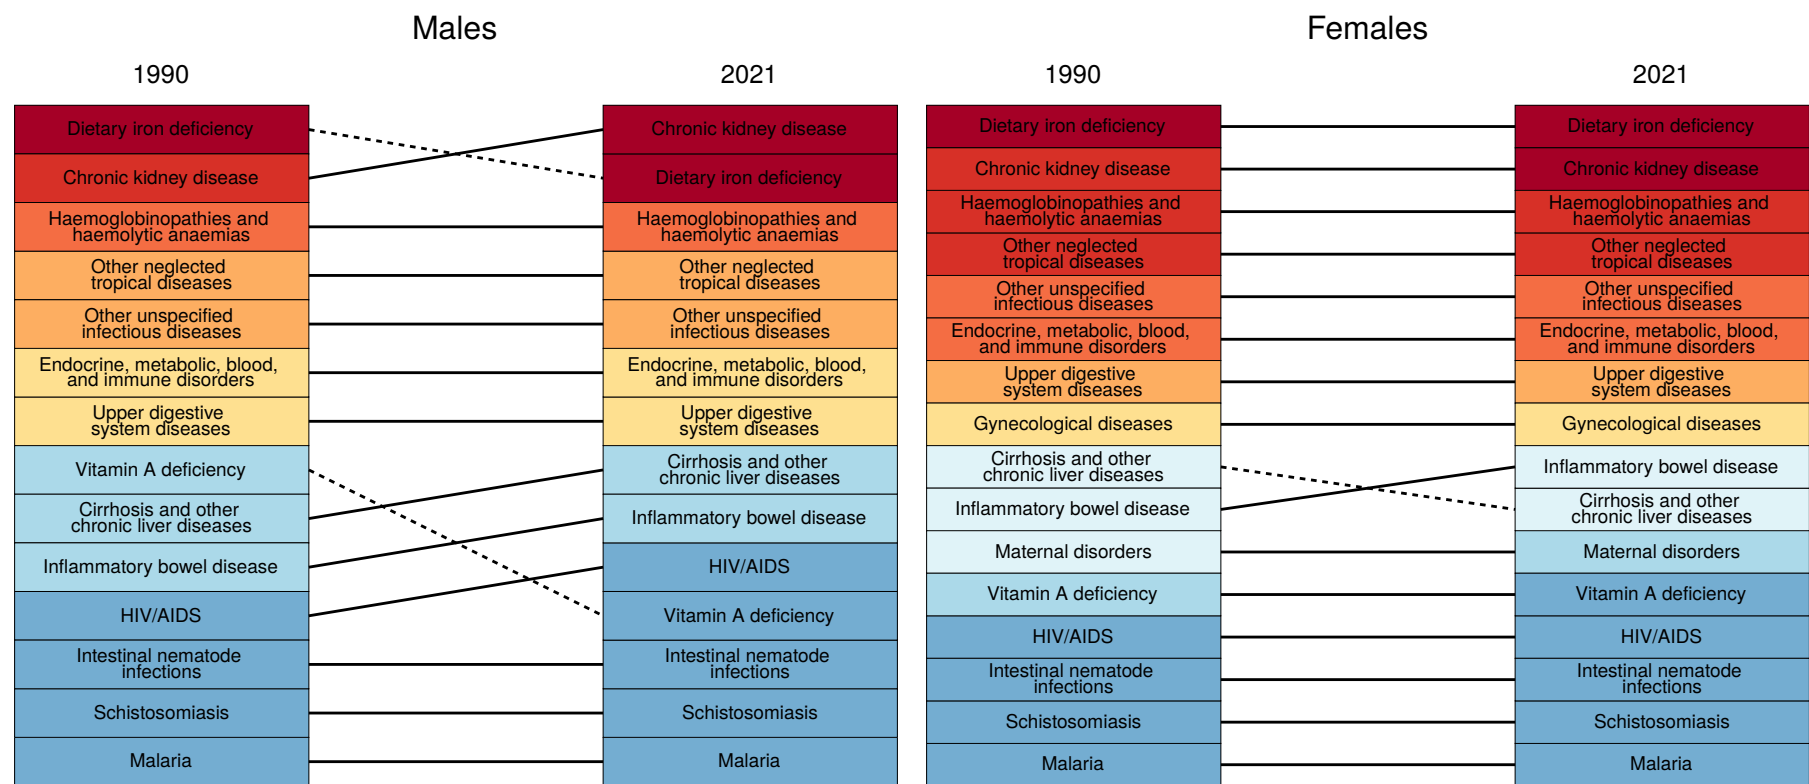 Males
1990
2021
Dietary iron deficiency
Chronic kidney disease
Haemoglobinopathies and
haemolytic anaemias
Other neglected
tropical diseases
Other unspecified
infectious diseases
Endocrine, metabolic, blood,
and immune disorders
Upper digestive
system diseases
Vitamin A deficiency
Cirrhosis and other
chronic liver diseases
Inflammatory bowel disease
HIV/AIDS
Intestinal nematode
infections
Schistosomiasis
Malaria
Chronic kidney disease
Dietary iron deficiency
Haemoglobinopathies and
haemolytic anaemias
Other neglected
tropical diseases
Other unspecified
infectious diseases
Endocrine, metabolic, blood,
and immune disorders
Upper digestive
system diseases
Cirrhosis and other
chronic liver diseases
Inflammatory bowel disease
HIV/AIDS
Vitamin A deficiency
Intestinal nematode
infections
Schistosomiasis
Malaria
Females
1990
2021
Dietary iron deficiency
Chronic kidney disease
Haemoglobinopathies and
haemolytic anaemias
Other neglected
tropical diseases
Other unspecified
infectious diseases
Endocrine, metabolic, blood,
and immune disorders
Upper digestive
system diseases
Gynecological diseases
Cirrhosis and other
chronic liver diseases
Inflammatory bowel disease
Maternal disorders
Vitamin A deficiency
HIV/AIDS
Intestinal nematode
infections
Schistosomiasis
Malaria
Dietary iron deficiency
Chronic kidney disease
Haemoglobinopathies and
haemolytic anaemias
Other neglected
tropical diseases
Other unspecified
infectious diseases
Endocrine, metabolic, blood,
and immune disorders
Upper digestive
system diseases
Gynecological diseases
Inflammatory bowel disease
Cirrhosis and other
chronic liver diseases
Maternal disorders
Vitamin A deficiency
HIV/AIDS
Intestinal nematode
infections
Schistosomiasis
Malaria